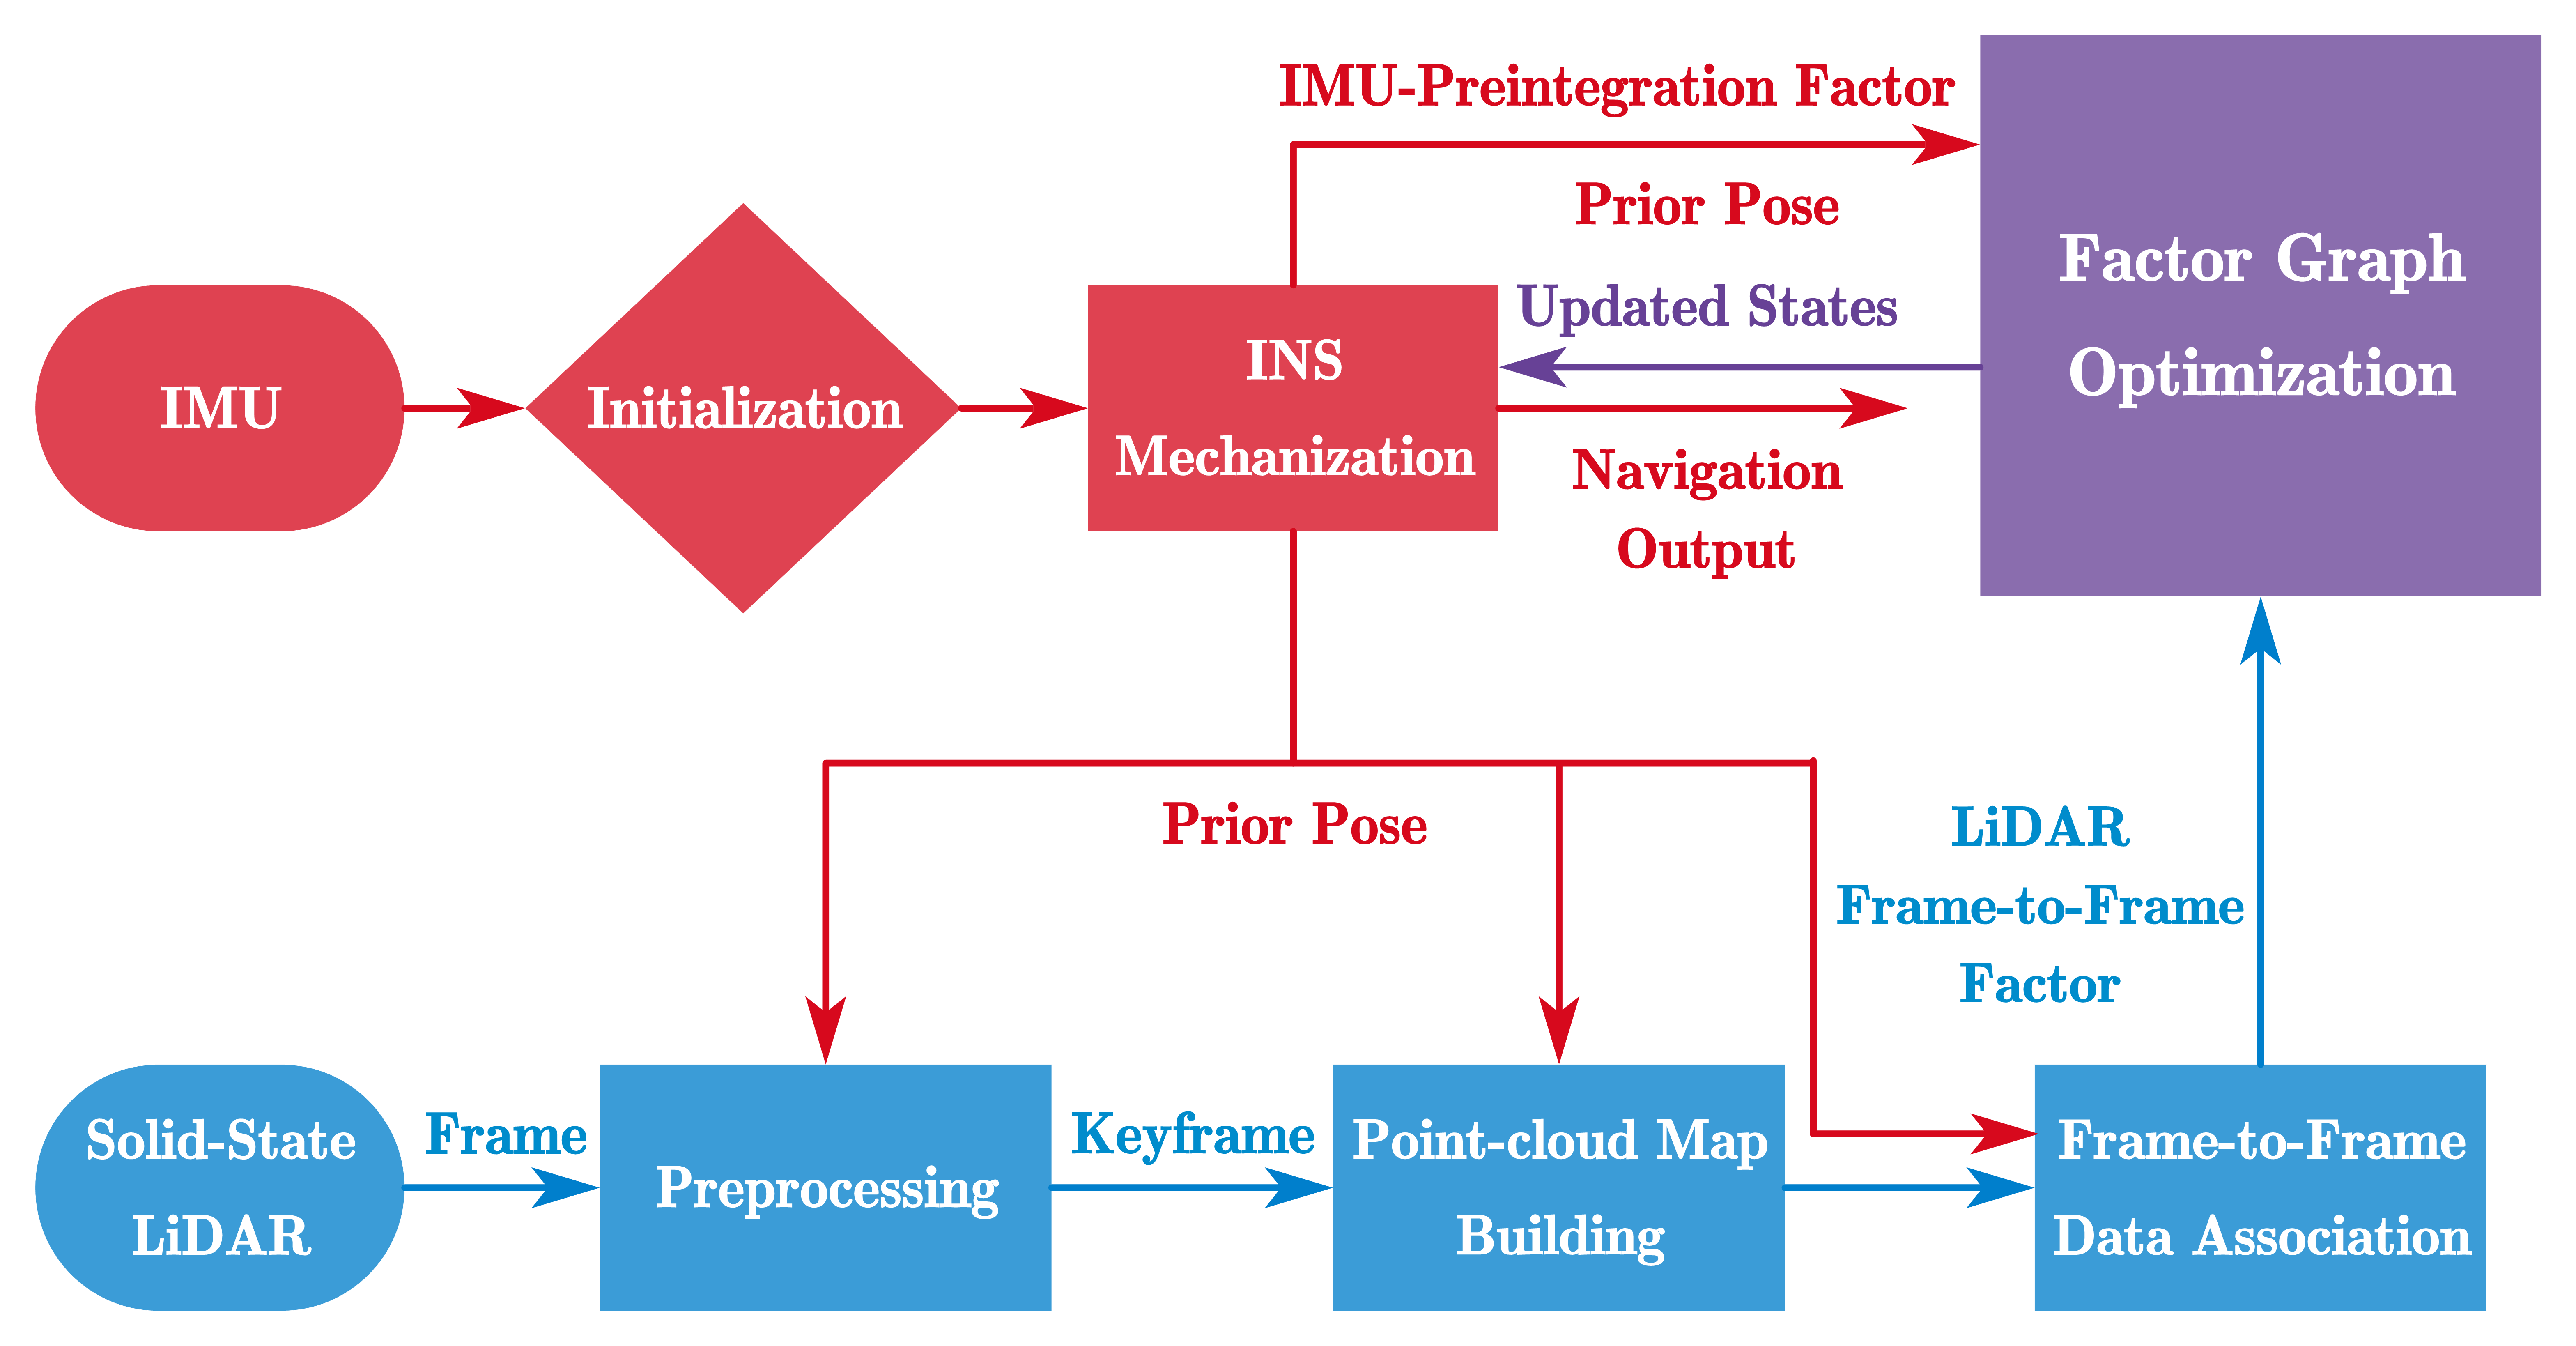 IMU-Preintegration Factor
Prior Pose
Updated States
Factor Graph
Optimization
IMU
Initialization
INS
Mechanization
Navigation
Output
Prior Pose
LiDAR
Frame-to-Frame
Factor
Solid-State
LiDAR
Frame
Preprocessing
Keyframe
Point-cloud Map
Building
Frame-to-Frame
Data Association